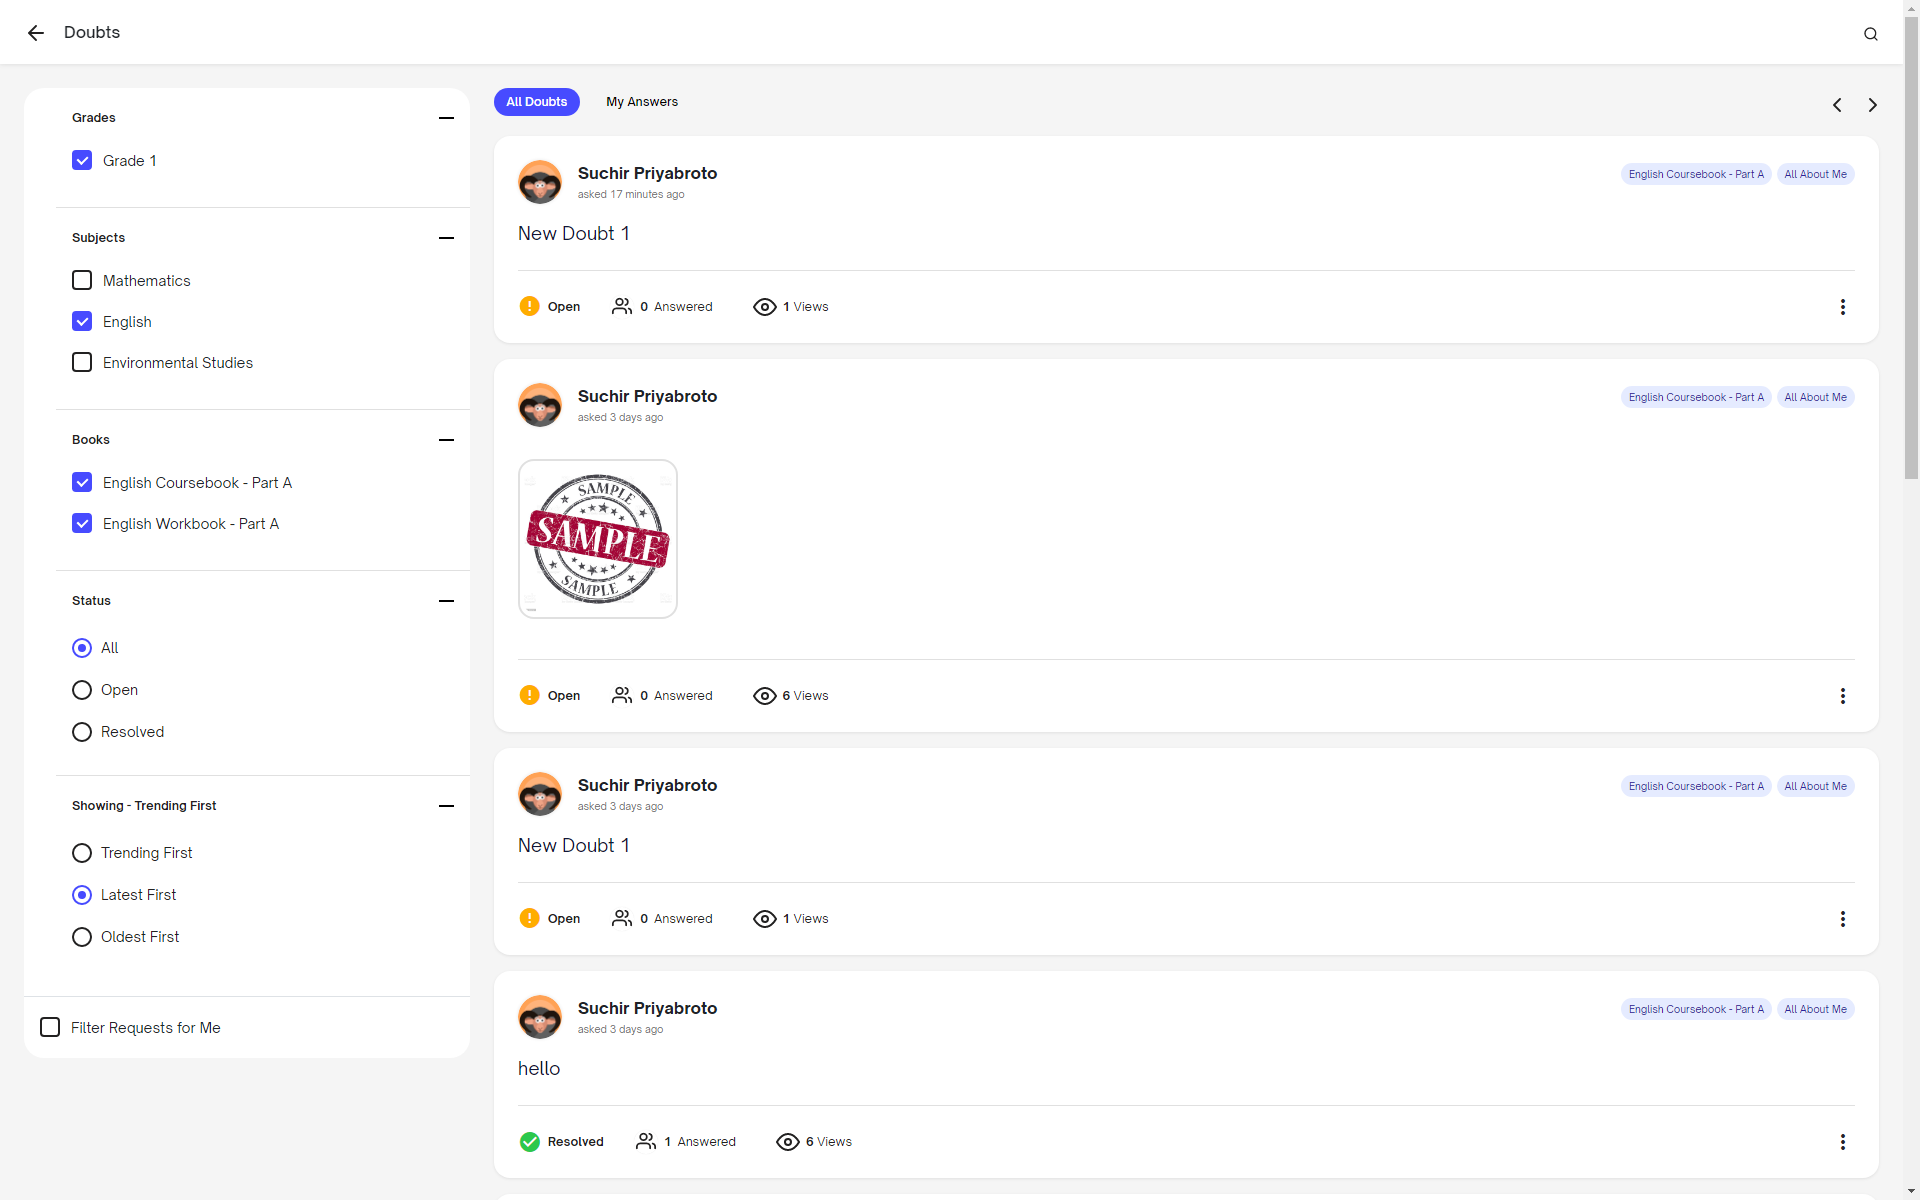 Doubts
Grades
Grade 1
Subjects
Mathematics
English
Environmental Studies
Books
English Coursebook - Part A
English Workbook - Part A
Status
All
Open
Resolved
Showing - Trending First
Trending First
Latest First
Oldest First
Filter Requests for Me
All Doubts My Answers
Suchir Priyabroto English Coursebook - Part A All About Me
asked 17 minutes ago
New Doubt 1
Open 0 Answered 1 Views
Suchir Priyabroto English Coursebook - Part A All About Me
asked 3 days ago
SAMPLE
SAMPLE
SAMPLE
Open 0 Answered 6 Views
Suchir Priyabroto English Coursebook - Part A All About Me
asked 3 days ago
New Doubt 1
Open 0 Answered 1 Views
Suchir Priyabroto English Coursebook - Part A All About Me
asked 3 days ago
hello
Resolved 1 Answered 6 Views